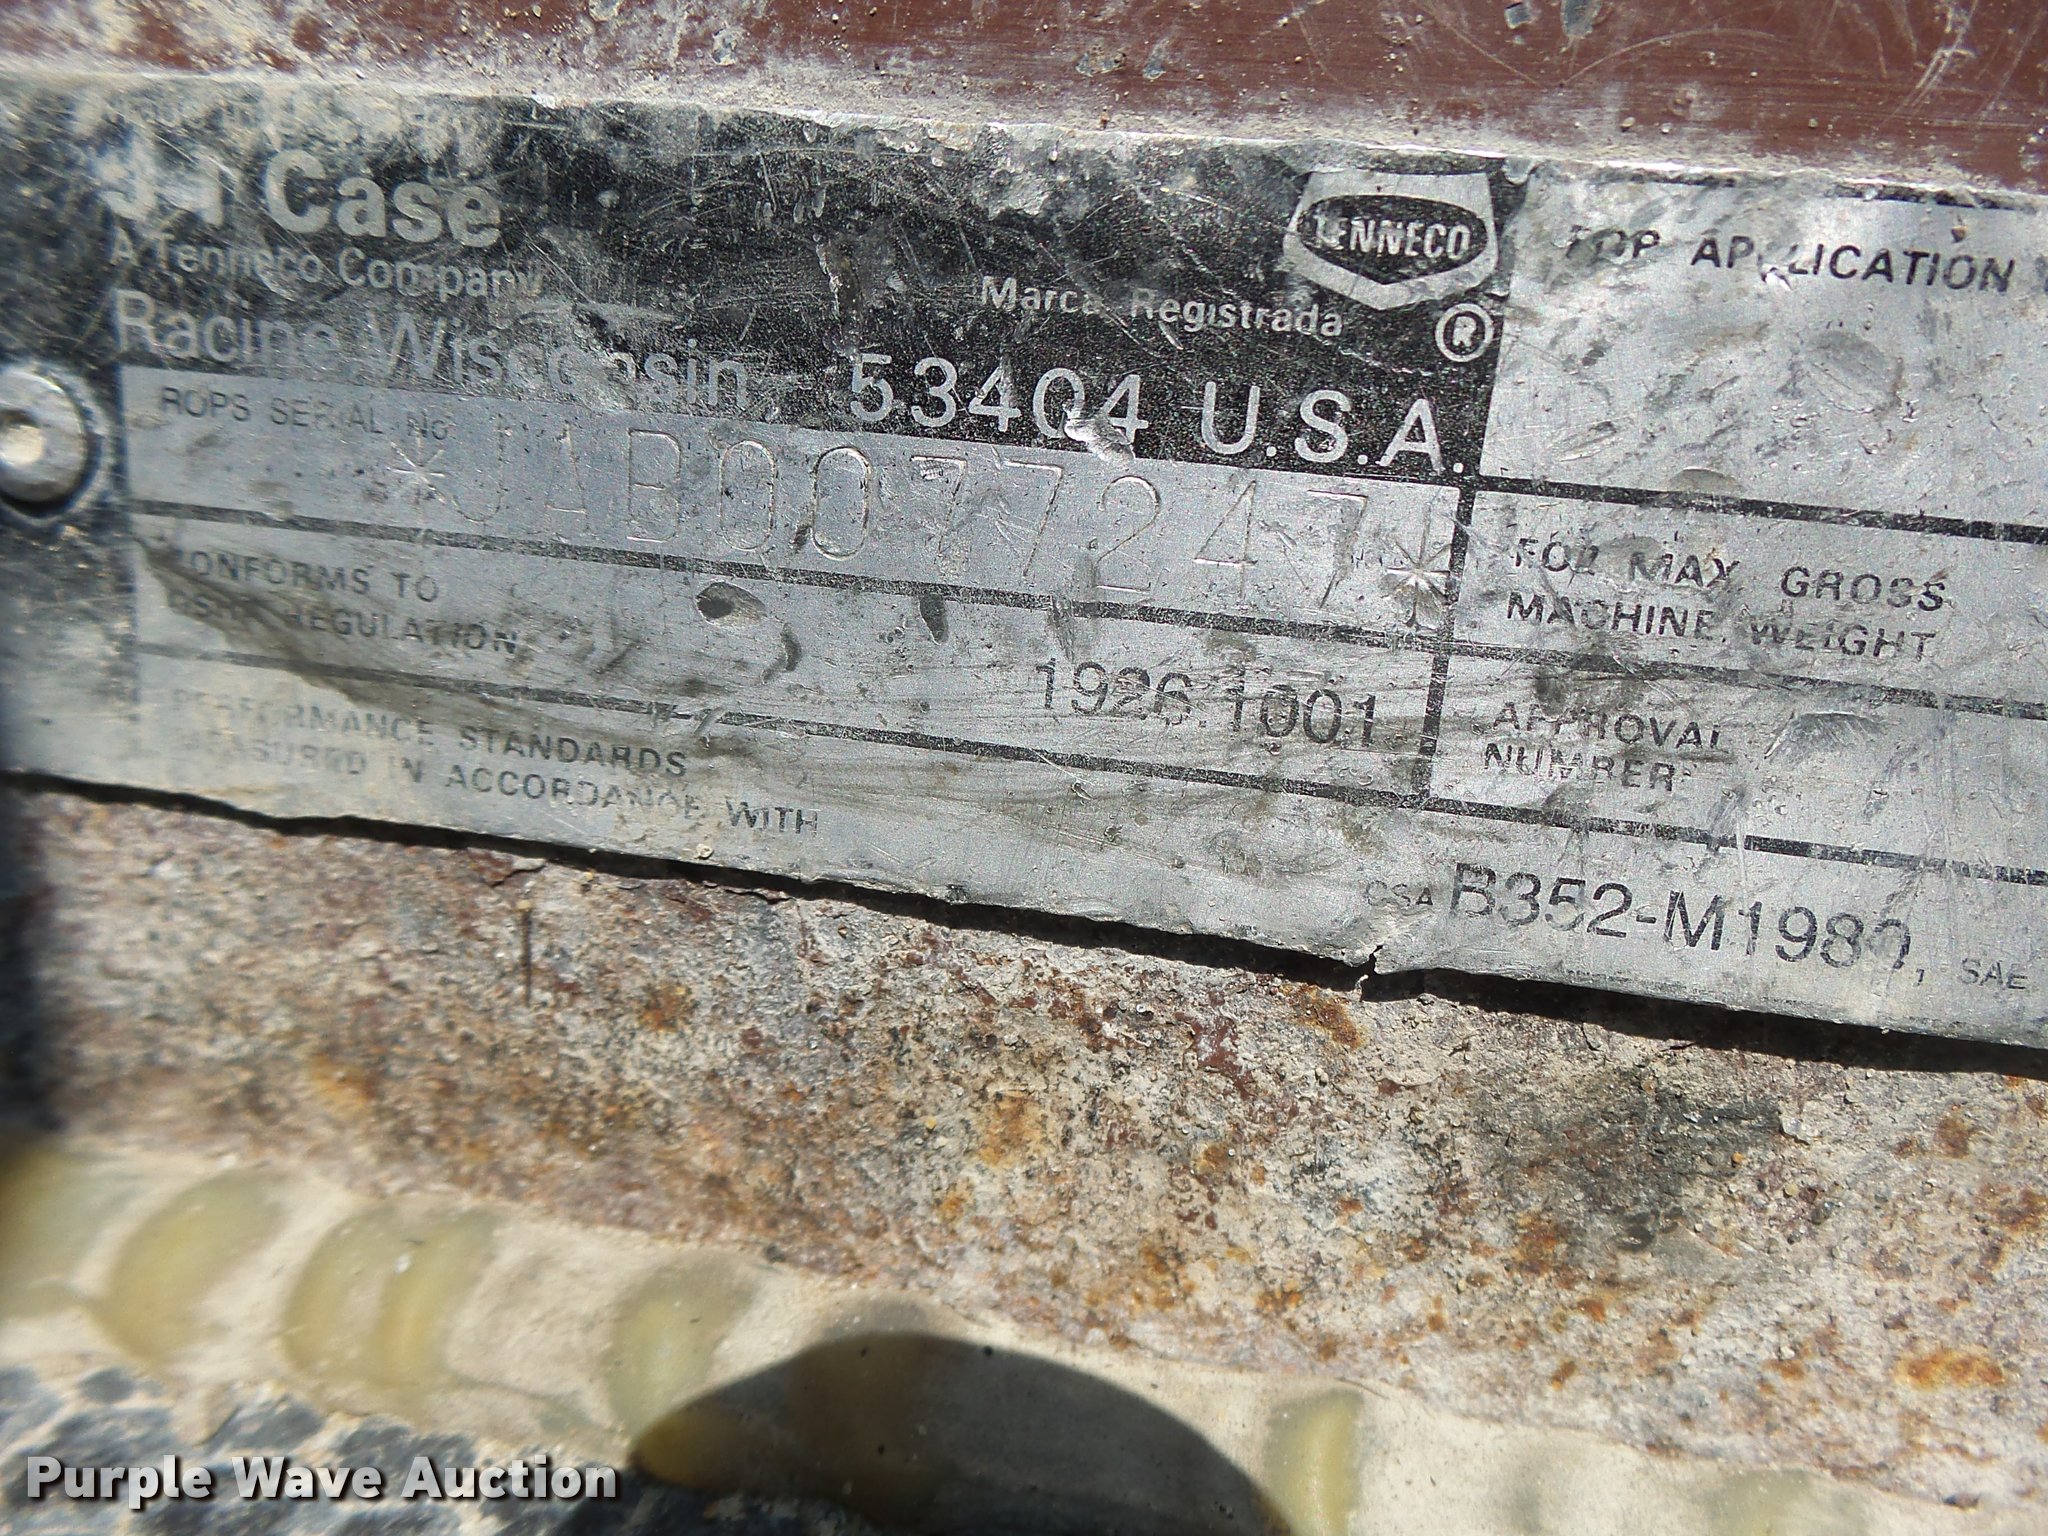 J I Case
A Tenneco Company
Racine, Wisconsin 53404 U.S.A.
TENNECO
Marca Registrada ®
ROPS SERIAL No
*JAB0077247*
CONFORMS TO
OSHA REGULATION
1926.1001
PERFORMANCE STANDARDS
MEASURED IN ACCORDANCE WITH
CSA B352-M1980, SAE
FOR APPLICATION
FOR MAX GROSS
MACHINE WEIGHT
APPROVAL
NUMBER
Purple Wave Auction